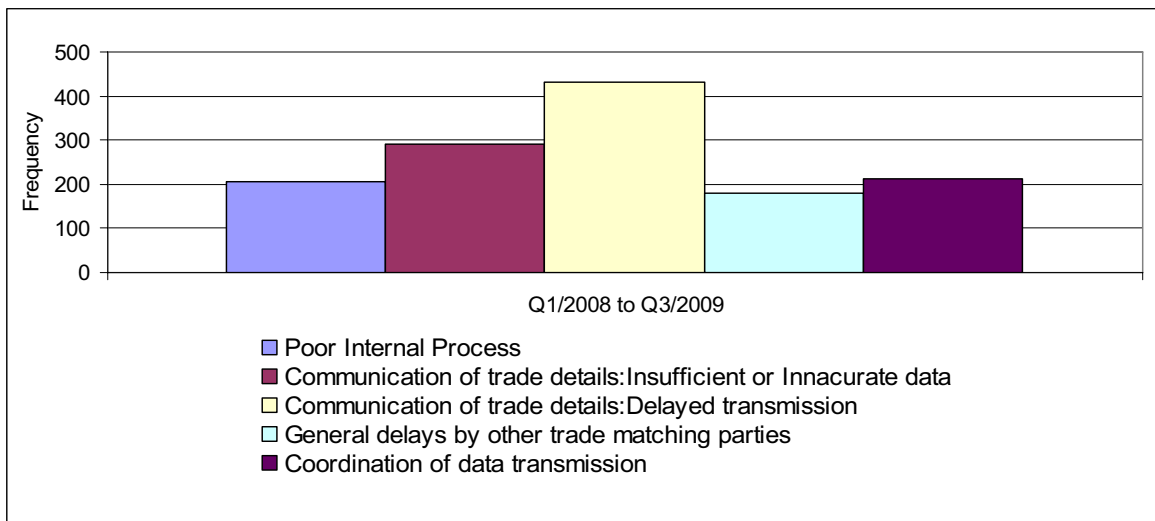 500
400
300
200
100
0
Frequency
Q1/2008 to Q3/2009
Poor Internal Process
Communication of trade details:Insufficient or Innacurate data
Communication of trade details:Delayed transmission
General delays by other trade matching parties
Coordination of data transmission